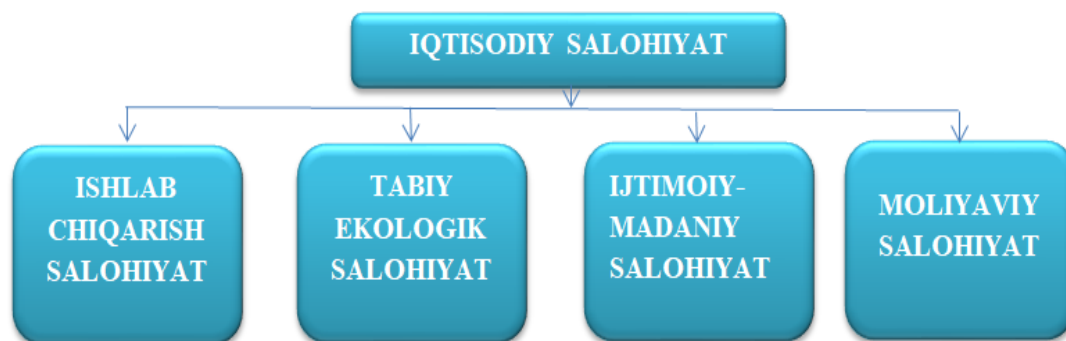 IQTISODIY SALOHIYAT
ISHLAB
CHIQARISH
SALOHIYAT
TABIY
EKOLOGIK
SALOHIYAT
IJTIMOIY-
MADANIY
SALOHIYAT
MOLIYAVIY
SALOHIYAT